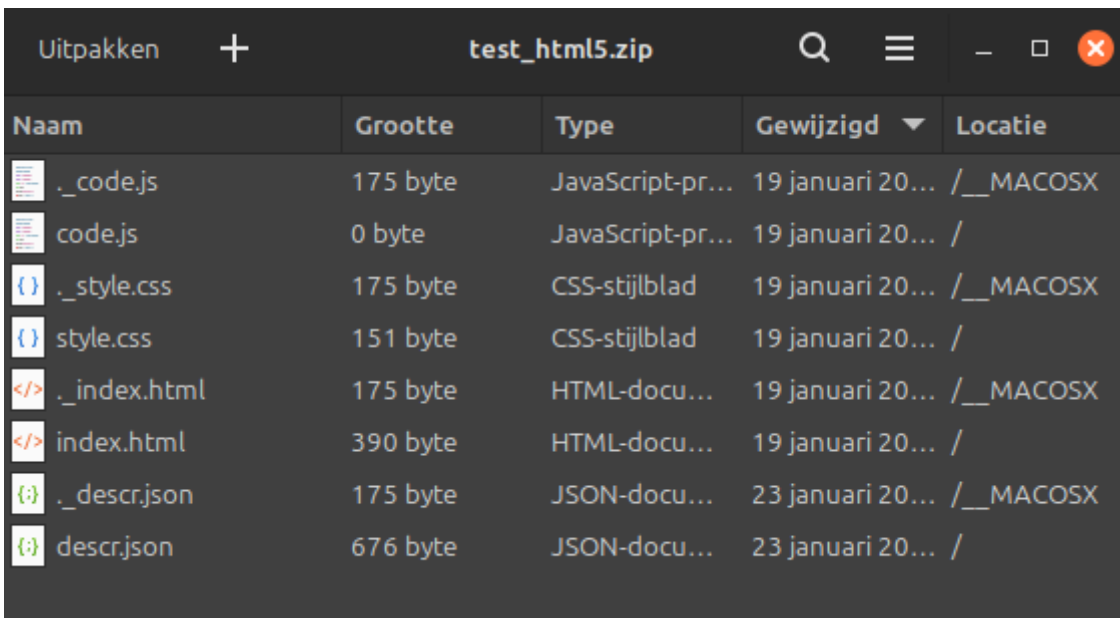 Uitpakken + test_html5.zip
Naam Grootte Type Gewijzigd Locatie
._code.js 175 byte JavaScript-pr... 19 januari 20... /__MACOSX
code.js 0 byte JavaScript-pr... 19 januari 20... /
._style.css 175 byte CSS-stijlblad 19 januari 20... /__MACOSX
style.css 151 byte CSS-stijlblad 19 januari 20... /
._index.html 175 byte HTML-docu... 19 januari 20... /__MACOSX
index.html 390 byte HTML-docu... 19 januari 20... /
._descr.json 175 byte JSON-docu... 23 januari 20... /__MACOSX
descr.json 676 byte JSON-docu... 23 januari 20... /